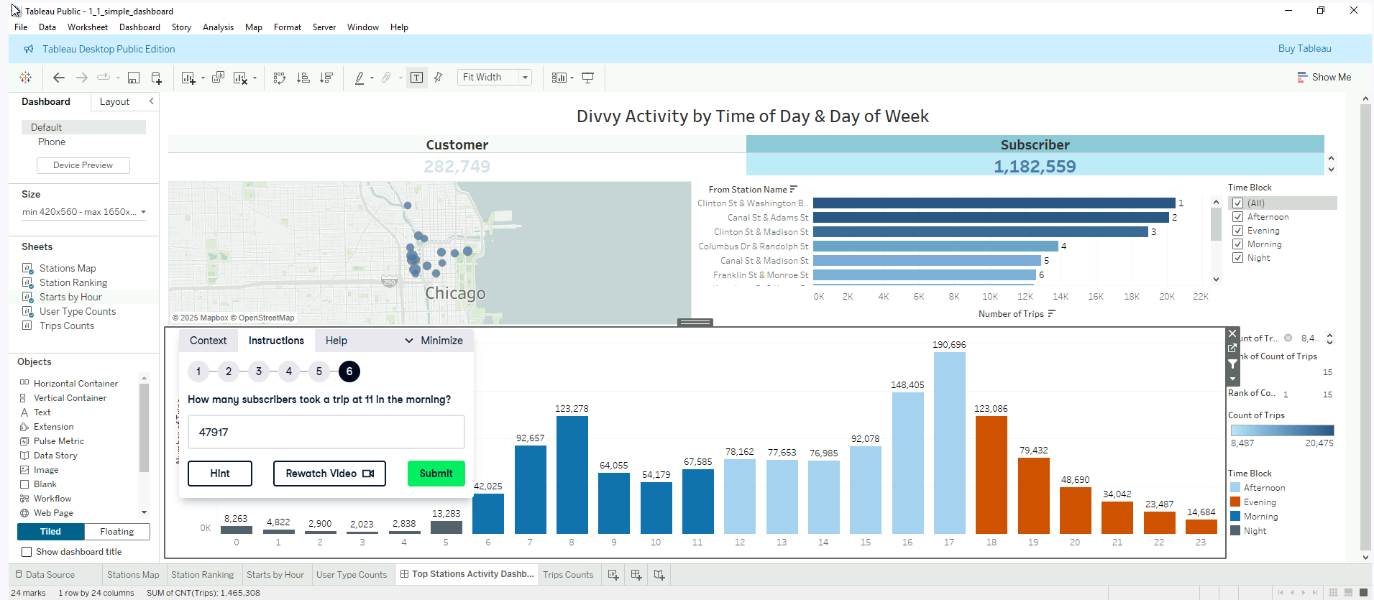 Tableau Public - 1_1_simple_dashboard
File Data Worksheet Dashboard Story Analysis Map Format Server Window Help
Tableau Desktop Public Edition
Buy Tableau
Fit Width
Show Me
Dashboard
Layout
Default
Phone
Device Preview
Size
min 420x560 - max 1650x...
Sheets
Stations Map
Station Ranking
Starts by Hour
User Type Counts
Trips Counts
Objects
Horizontal Container
Vertical Container
Text
Extension
Pulse Metric
Data Story
Image
Blank
Workflow
Web Page
Tiled
Floating
Show dashboard title
Divvy Activity by Time of Day & Day of Week
Customer
Subscriber
282,749
1,182,559
Chicago
© 2025 Mapbox © OpenStreetMap
From Station Name
Clinton St & Washington B..
1
Canal St & Adams St
2
Clinton St & Madison St
3
Columbus Dr & Randolph St
4
Canal St & Madison St
5
Franklin St & Monroe St
6
0K 2K 4K 6K 8K 10K 12K 14K 16K 18K 20K 22K
Number of Trips
Time Block
(All)
Afternoon
Evening
Morning
Night
Context
Instructions
Help
Minimize
1 2 3 4 5 6
How many subscribers took a trip at 11 in the morning?
47917
Hint
Rewatch Video
Submit
0K
8,263 4,822 2,900 2,023 2,838 13,283 42,025 92,657 123,278 64,055 54,179 67,585 78,162 77,653 76,985 92,078 148,405 190,696 123,086 79,432 48,690 34,042 23,487 14,684
0 1 2 3 4 5 6 7 8 9 10 11 12 13 14 15 16 17 18 19 20 21 22 23
unt of Tr.. 8,4..
nk of Count of Trips
15
Rank of Co.. 1 15
Count of Trips
8,487 20,475
Time Block
Afternoon
Evening
Morning
Night
Data Source
Stations Map
Station Ranking
Starts by Hour
User Type Counts
Top Stations Activity Dashb...
Trips Counts
24 marks 1 row by 24 columns SUM of CNT(Trips): 1,465,308